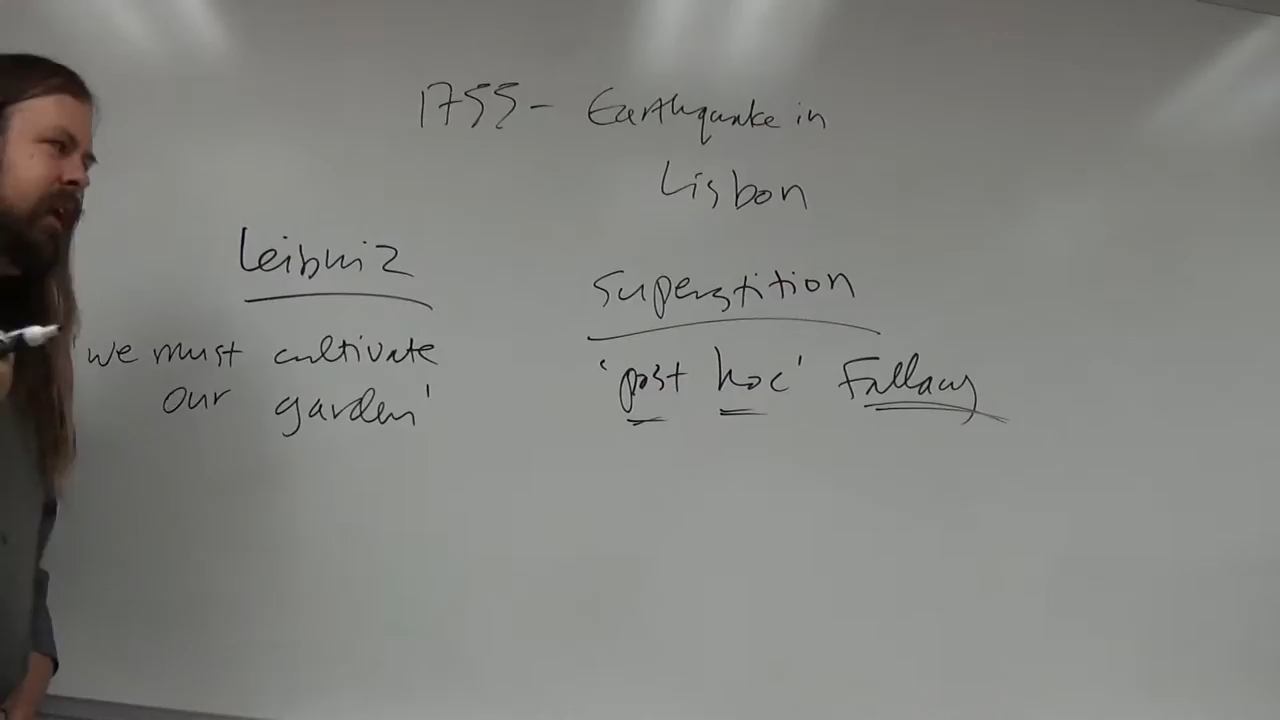 1755- Earthquake in
Lisbon
Leibniz
we must cultivate
our garden'
Superstition
'post hoc' Fallacy